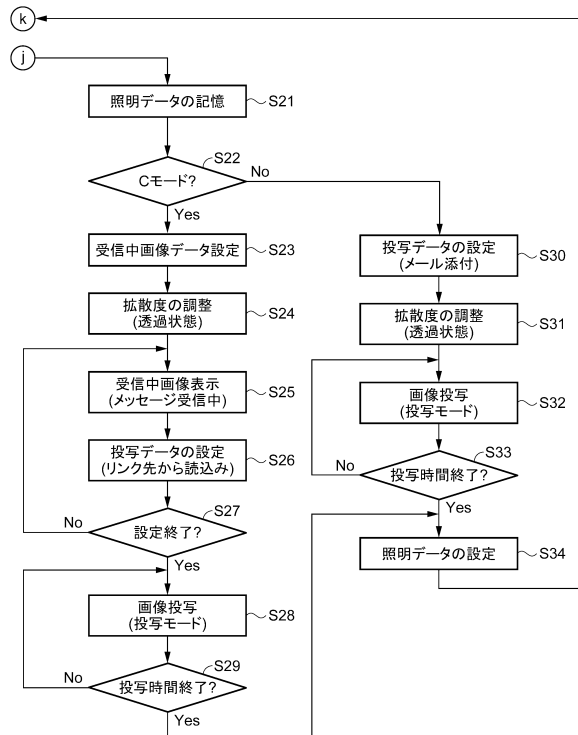 k
j
照明データの記憶
S21
S22
Cモード?
No
Yes
受信中画像データ設定
S23
拡散度の調整
(透過状態)
S24
受信中画像表示
(メッセージ受信中)
S25
投写データの設定
(リンク先から読込み)
S26
S27
設定終了?
No
Yes
画像投写
(投写モード)
S28
S29
投写時間終了?
No
Yes
投写データの設定
(メール添付)
S30
拡散度の調整
(透過状態)
S31
画像投写
(投写モード)
S32
S33
投写時間終了?
No
Yes
照明データの設定
S34